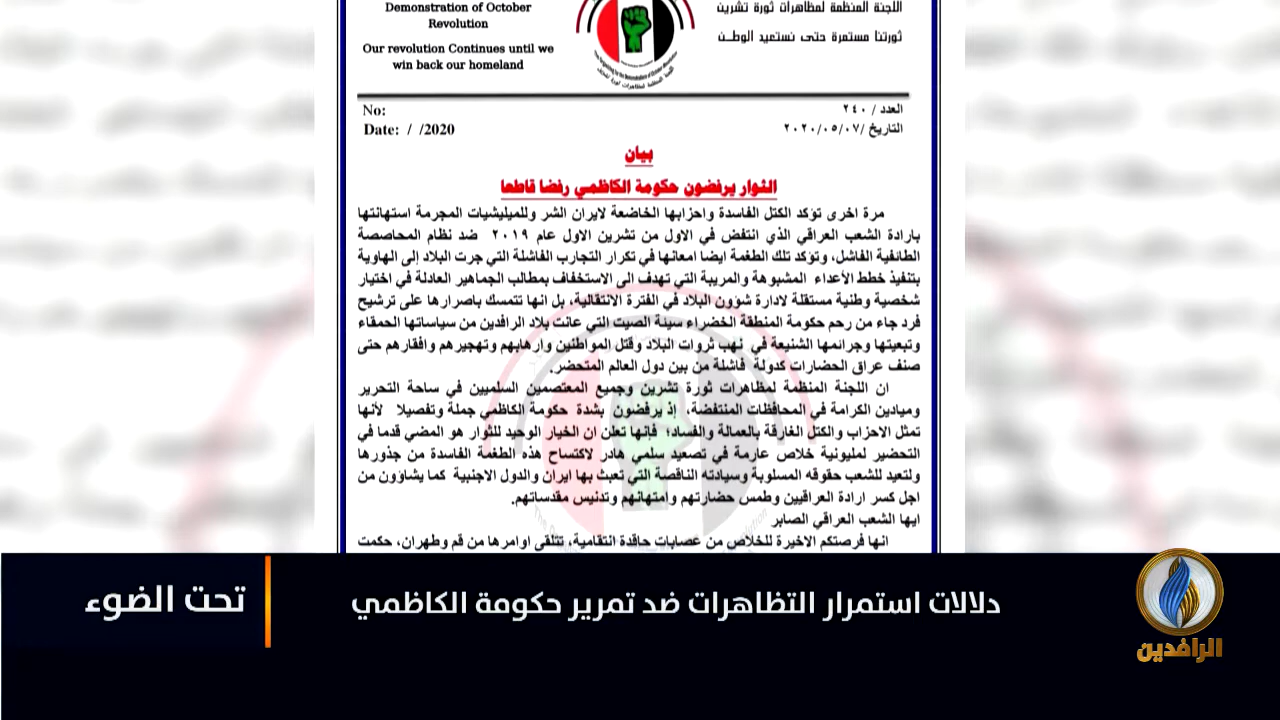 Demonstration of October
Revolution
Our revolution Continues until we
win back our homeland
اللجنة المنظمة لمظاهرات ثورة تشرين
ثورتنا مستمرة حتى نستعيد الوطن
No:
Date: / /2020
العدد / ٢٤٠
التاريخ /٢٠٢٠/٠٥/٠٧
بيان
الثوار يرفضون حكومة الكاظمي رفضا قاطعا
مرة اخرى تؤكد الكتل الفاسدة واحزابها الخاضعة لايران الشر وللميليشيات المجرمة استهانتها
بارادة الشعب العراقي الذي انتفض في الاول من تشرين الاول عام ٢٠١٩ ضد نظام المحاصصة
الطائفية الفاشل، وتؤكد تلك الطغمة ايضا امعانها في تكرار التجارب الفاشلة التي جرت البلاد إلى الهاوية
بتنفيذ خطط الأعداء المشبوهة والمريبة التي تهدف الى الاستخفاف بمطالب الجماهير العادلة في اختيار
شخصية وطنية مستقلة لادارة شؤون البلاد في الفترة الانتقالية، بل انها تتمسك باصرارها على ترشيح
فرد جاء من رحم حكومة المنطقة الخضراء سيئة الصيت التي عانت بلاد الرافدين من سياساتها الحمقاء
وتبعيتها وجرائمها الشنيعة في نهب ثروات البلاد وقتل المواطنين وارهابهم وتهجيرهم وافقارهم حتى
صنف عراق الحضارات كدولة فاشلة من بين دول العالم المتحضر.
ان اللجنة المنظمة لمظاهرات ثورة تشرين وجميع المعتصمين السلميين في ساحة التحرير
وميادين الكرامة في المحافظات المنتفضة، إذ يرفضون بشدة حكومة الكاظمي جملة وتفصيلا لأنها
تمثل الاحزاب والكتل الغارقة بالعمالة والفساد؛ فإنها تعلن ان الخيار الوحيد للثوار هو المضي قدما في
التحضير لمليونية خلاص عارمة في تصعيد سلمي هادر لاكتساح هذه الطغمة الفاسدة من جذورها
ولتعيد للشعب حقوقه المسلوبة وسيادته الناقصة التي تعبث بها ايران والدول الاجنبية كما يشاؤون من
اجل كسر ارادة العراقيين وطمس حضارتهم وامتهانهم وتدنيس مقدساتهم.
ايها الشعب العراقي الصابر
انها فرصتكم الاخيرة للخلاص من عصابات حاقدة انتقامية، تتلقى اوامرها من قم وطهران، حكمت
دلالات استمرار التظاهرات ضد تمرير حكومة الكاظمي
تحت الضوء
الرافدين